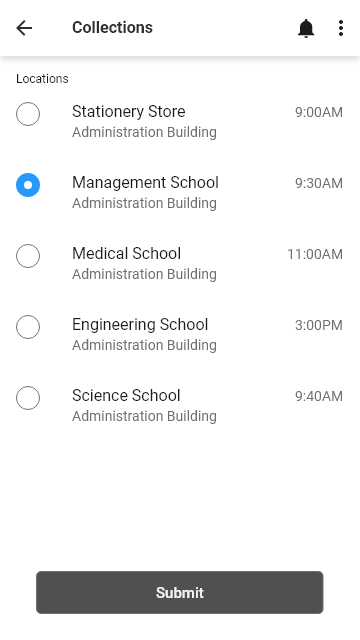 Collections
Locations
Stationery Store 9:00AM
Administration Building
Management School 9:30AM
Administration Building
Medical School 11:00AM
Administration Building
Engineering School 3:00PM
Administration Building
Science School 9:40AM
Administration Building
Submit